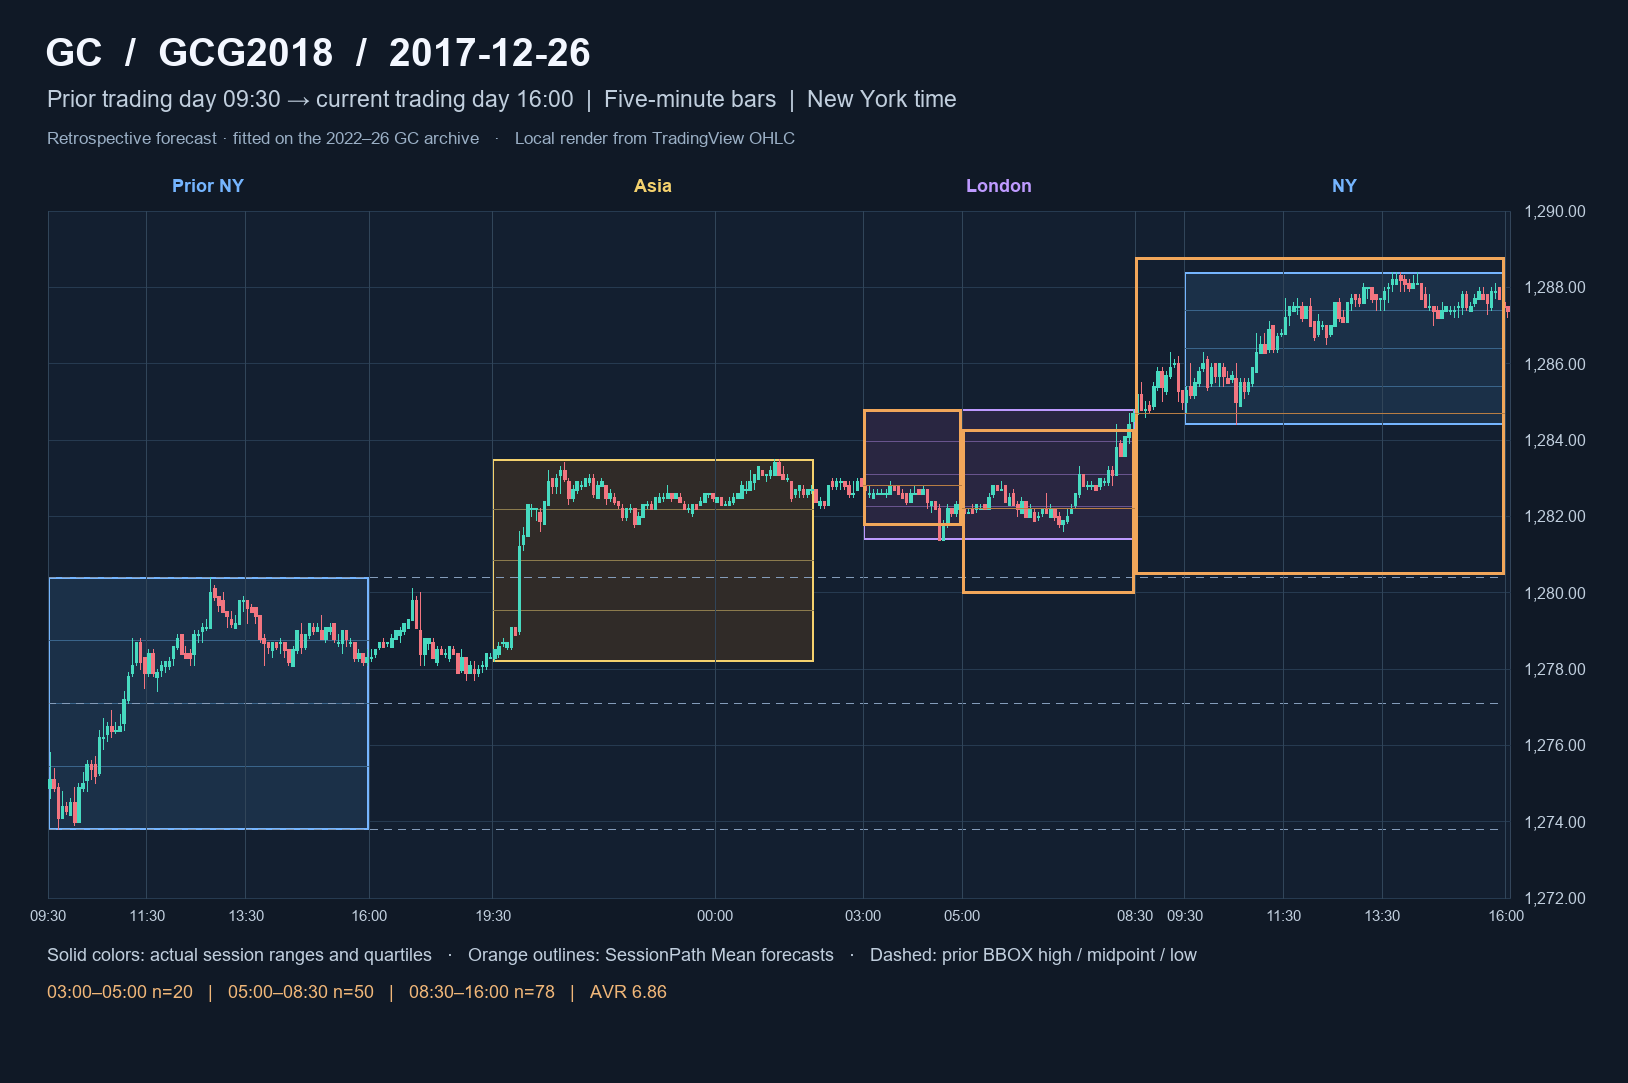 GC / GCG2018 / 2017-12-26
Prior trading day 09:30 → current trading day 16:00 | Five-minute bars | New York time
Retrospective forecast · fitted on the 2022–26 GC archive · Local render from TradingView OHLC
Prior NY
Asia
London
NY
1,290.00
1,288.00
1,286.00
1,284.00
1,282.00
1,280.00
1,278.00
1,276.00
1,274.00
1,272.00
09:30 11:30 13:30 16:00 19:30 00:00 03:00 05:00 08:30 09:30 11:30 13:30 16:00
Solid colors: actual session ranges and quartiles · Orange outlines: SessionPath Mean forecasts · Dashed: prior BBOX high / midpoint / low
03:00–05:00 n=20 | 05:00–08:30 n=50 | 08:30–16:00 n=78 | AVR 6.86